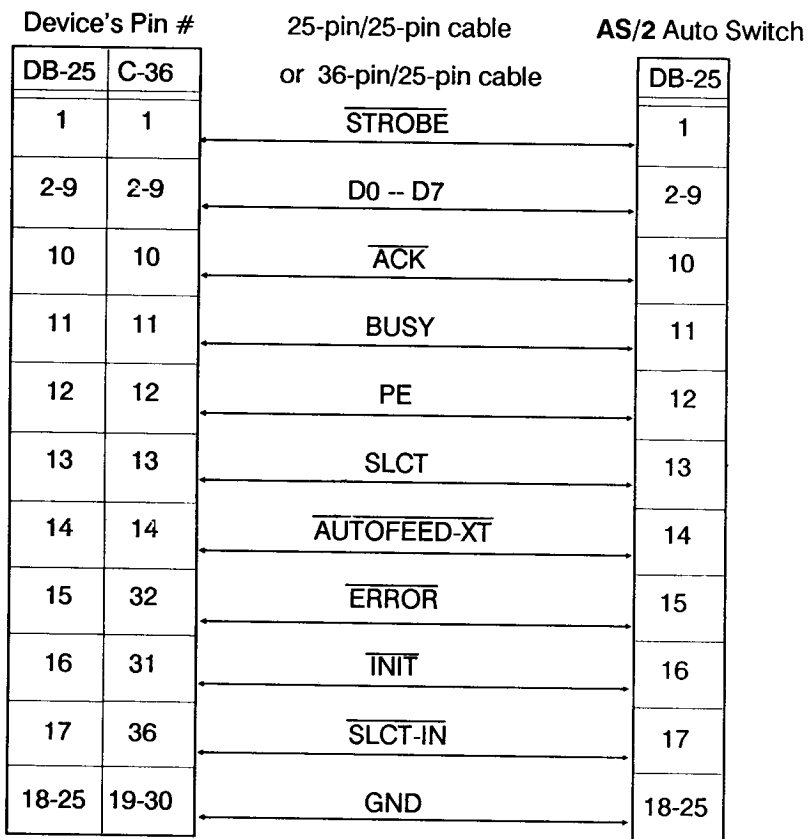 Device's Pin # 25-pin/25-pin cable AS/2 Auto Switch
DB-25 C-36 or 36-pin/25-pin cable DB-25
1 1 STROBE 1
2-9 2-9 D0 -- D7 2-9
10 10 ACK 10
11 11 BUSY 11
12 12 PE 12
13 13 SLCT 13
14 14 AUTOFEED-XT 14
15 32 ERROR 15
16 31 INIT 16
17 36 SLCT-IN 17
18-25 19-30 GND 18-25